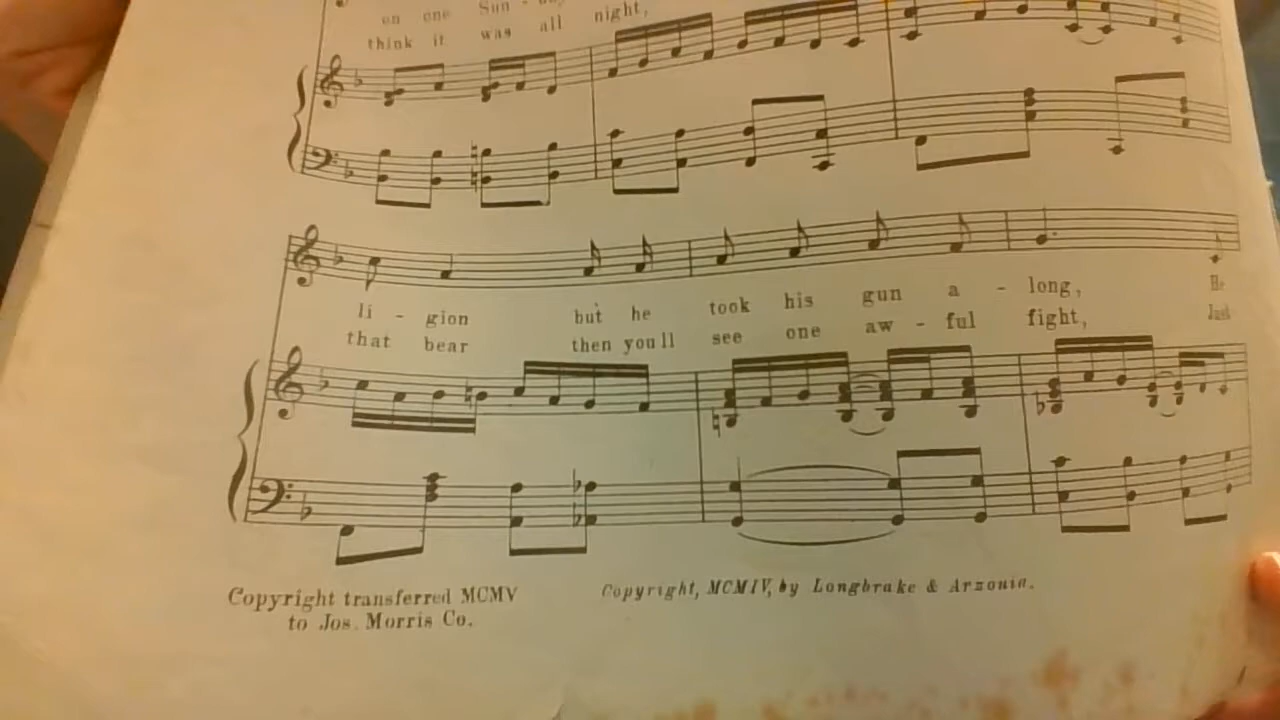 on one Sun -
think it was all night,
li - gion but he took his gun a - long, He
that bear then you'll see one aw - ful fight, Just
Copyright transferred MCMV
to Jos. Morris Co.
Copyright, MCMIV, by Longbrake & Arzonia.